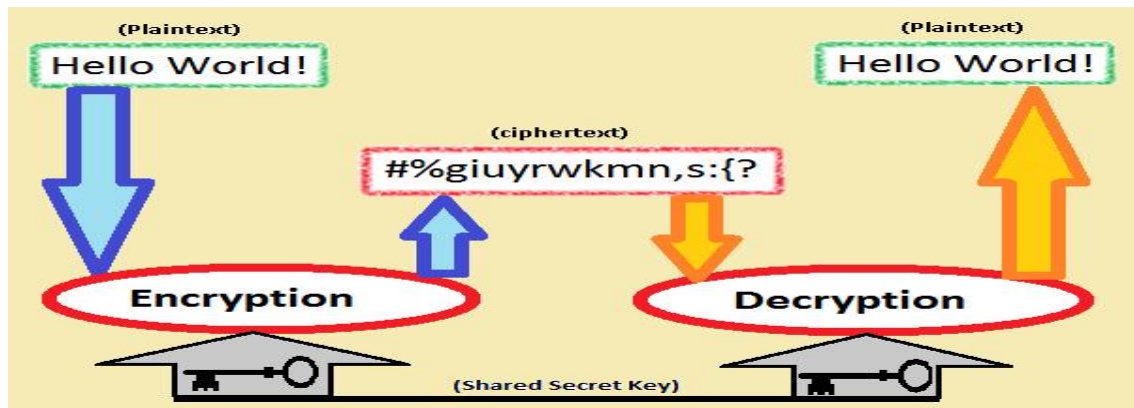 (Plaintext)
Hello World!
(Plaintext)
Hello World!
(ciphertext)
#%giuyrwkmn,s:{?
Encryption
Decryption
(Shared Secret Key)